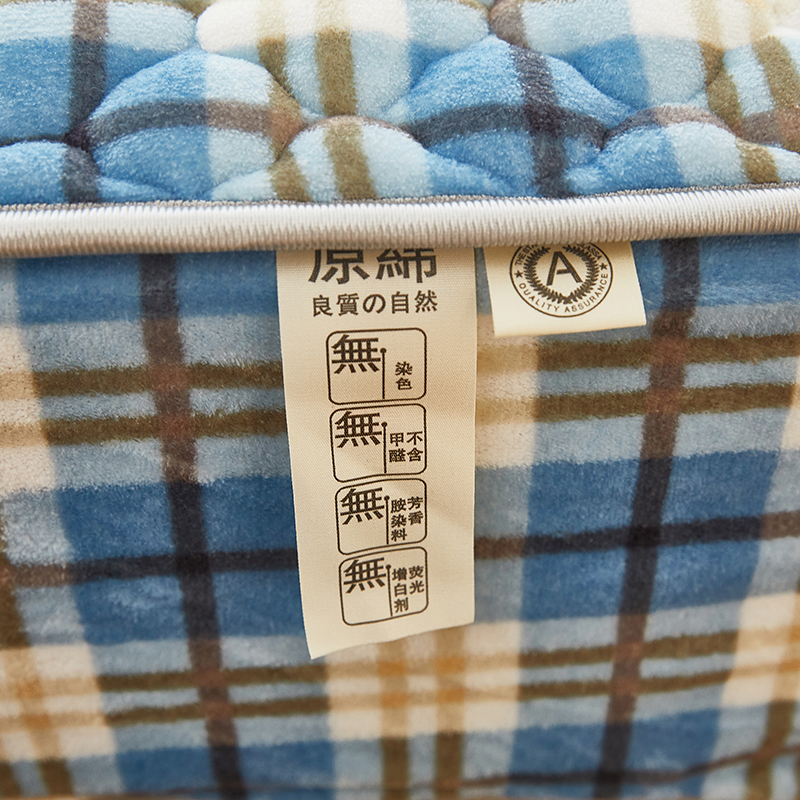 原綿
良質の自然
無
染色
無
不含
甲醛
無
芳香
胺染料
無
荧光
增白剂
A
QUALITY ASSURANCE